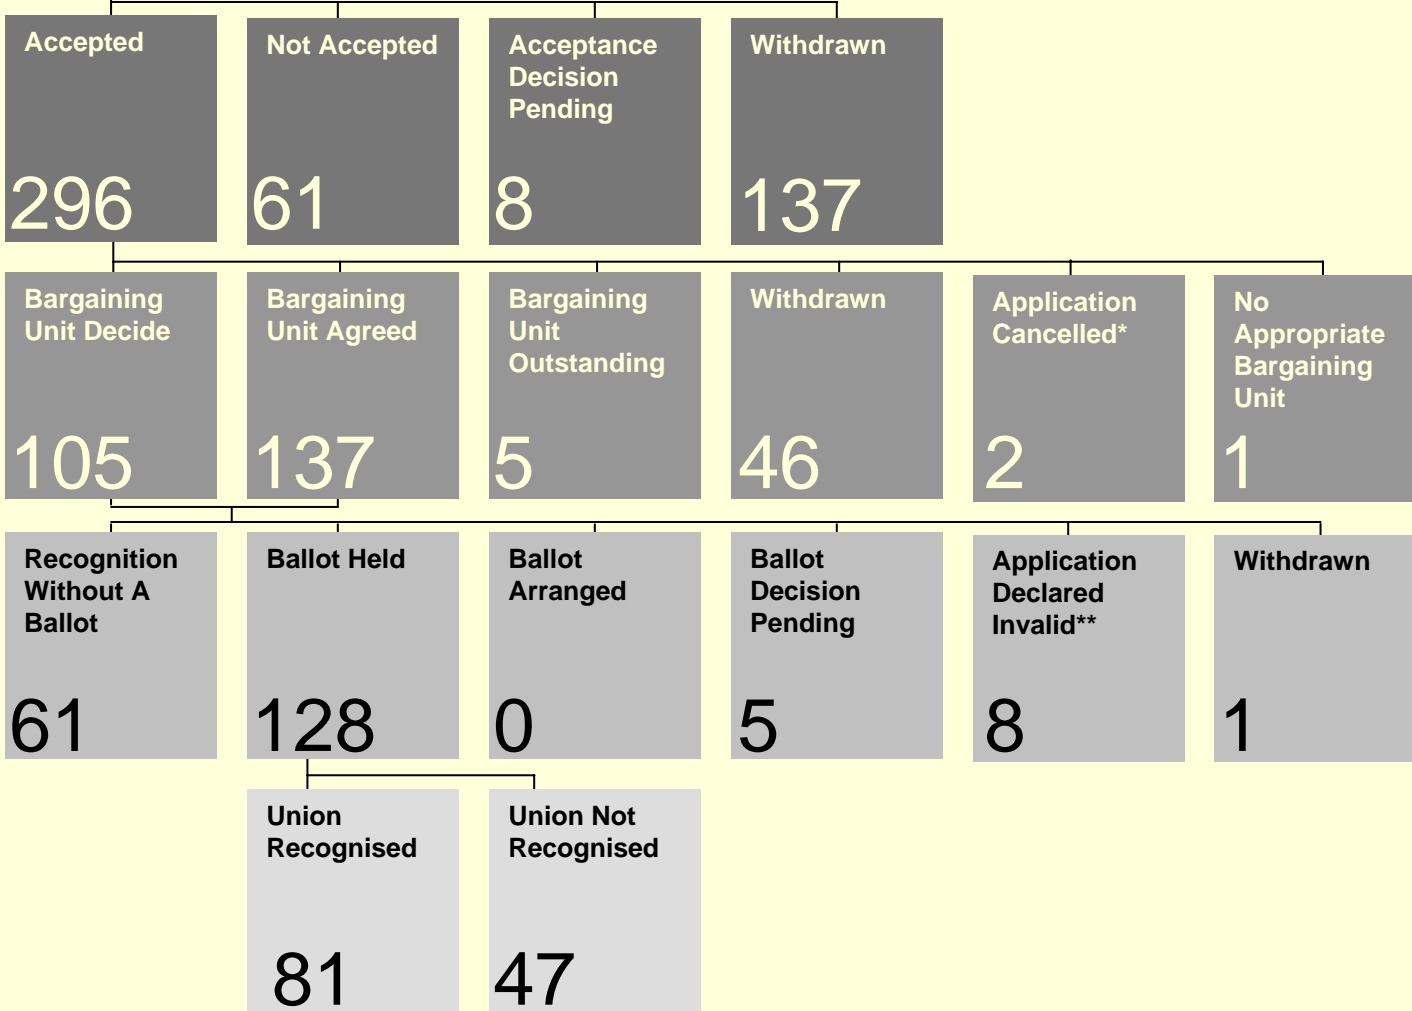 Accepted
296
Not Accepted
61
Acceptance
Decision
Pending
8
Withdrawn
137
Bargaining
Unit Decide
105
Bargaining
Unit Agreed
137
Bargaining
Unit
Outstanding
5
Withdrawn
46
Application
Cancelled*
2
No
Appropriate
Bargaining
Unit
1
Recognition
Without A
Ballot
61
Ballot Held
128
Ballot
Arranged
0
Ballot
Decision
Pending
5
Application
Declared
Invalid**
8
Withdrawn
1
Union
Recognised
81
Union Not
Recognised
47